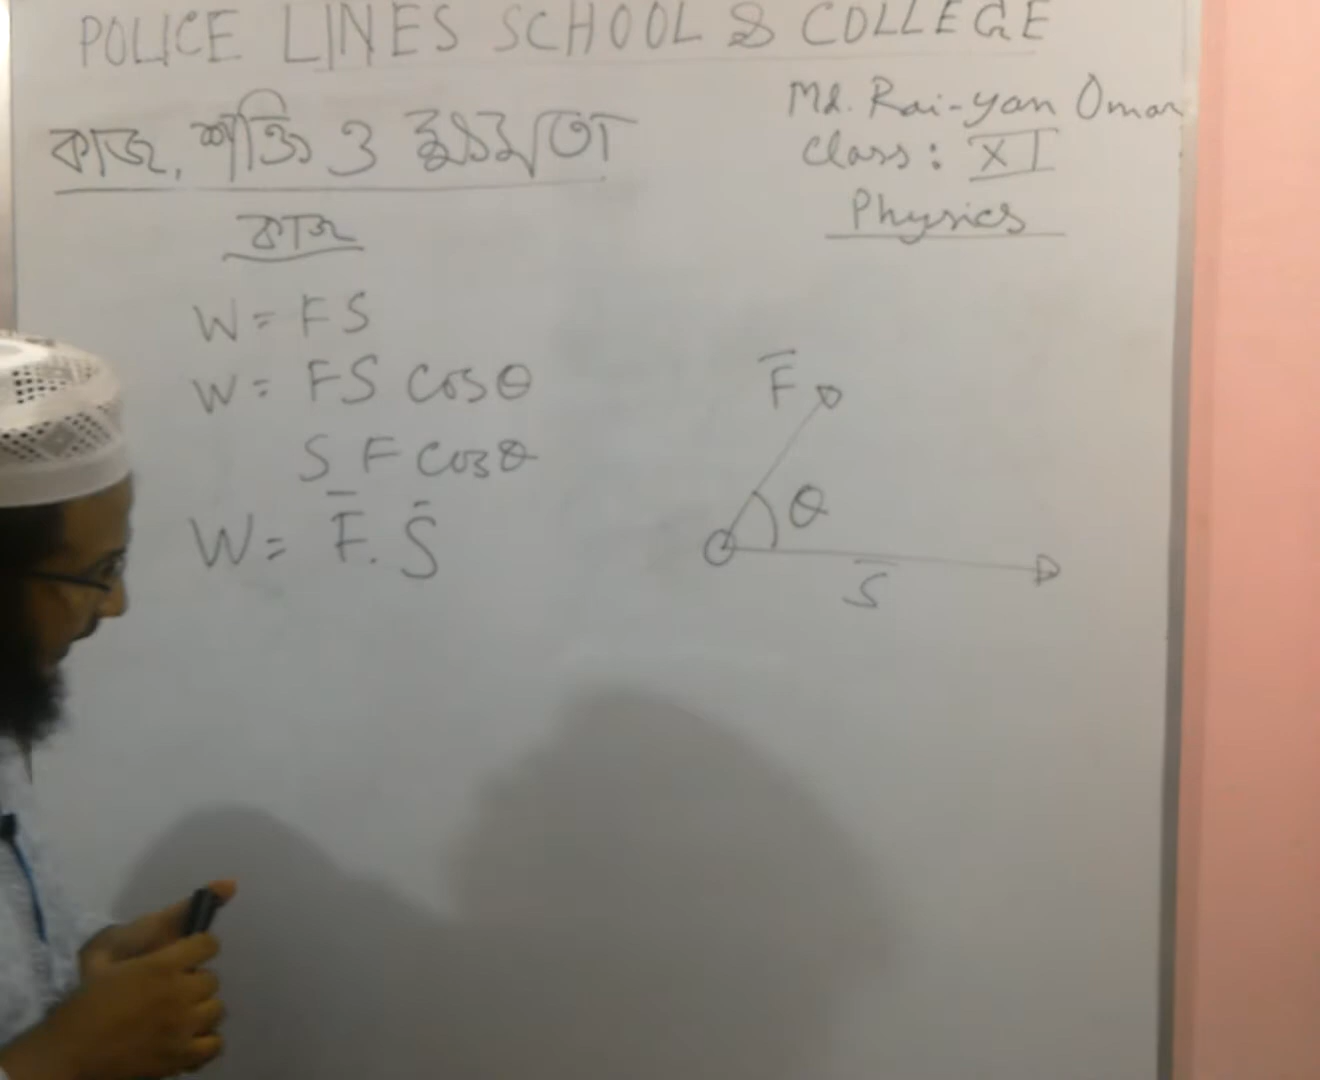 POLICE LINES SCHOOL & COLLEGE
Md. Rai-yan Omar
Class: XI
Physics
কাজ, শক্তি ও ক্ষমতা
কাজ
W = FS
W = FS cosθ
S F cosθ
W = F̅. S̅
F̅
θ
S̅